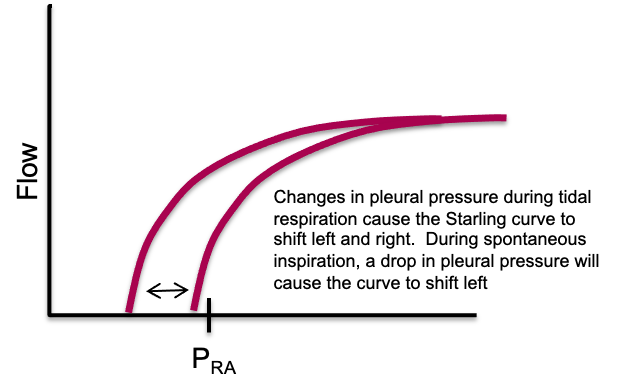 Flow
Changes in pleural pressure during tidal
respiration cause the Starling curve to
shift left and right.  During spontaneous
inspiration, a drop in pleural pressure will
cause the curve to shift left
PRA